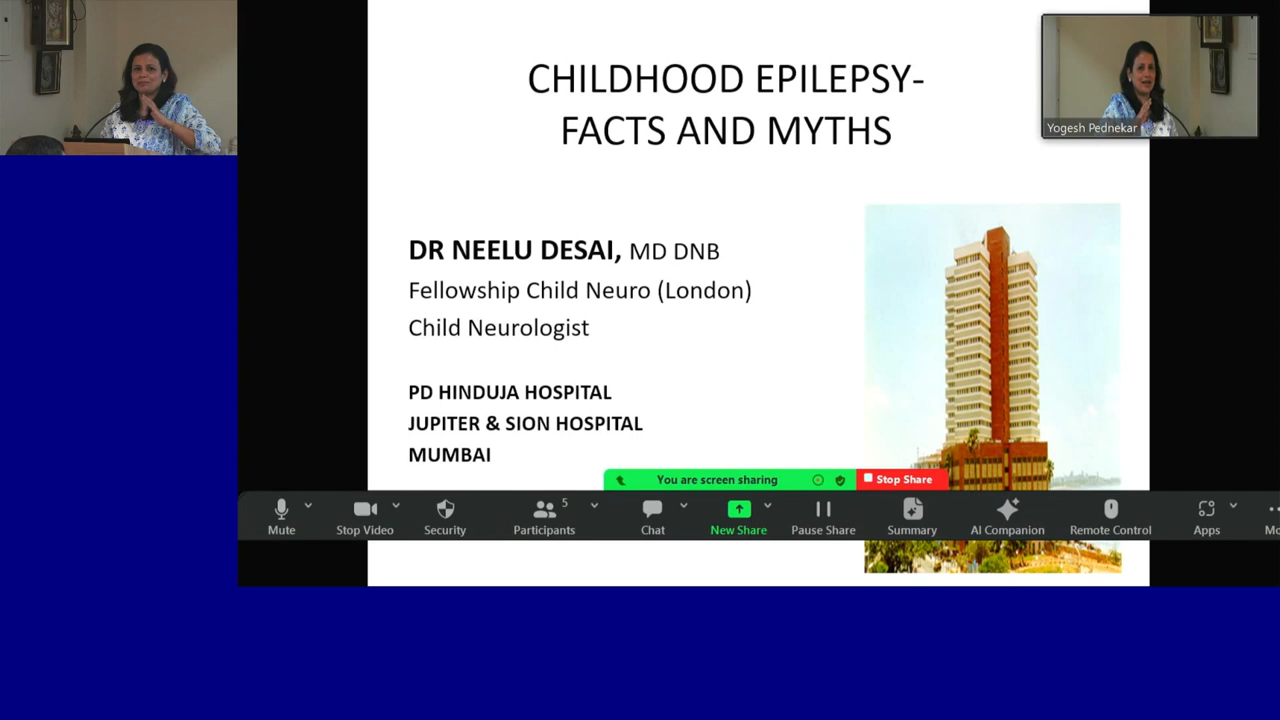 CHILDHOOD EPILEPSY-
FACTS AND MYTHS
Yogesh Pednekar
DR NEELU DESAI, MD DNB
Fellowship Child Neuro (London)
Child Neurologist
PD HINDUJA HOSPITAL
JUPITER & SION HOSPITAL
MUMBAI
You are screen sharing
Stop Share
Mute
Stop Video
Security
5
Participants
Chat
New Share
Pause Share
Summary
AI Companion
Remote Control
Apps
Mo